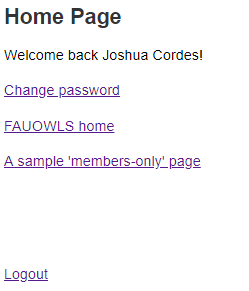 Home Page
Welcome back Joshua Cordes!
Change password
FAUOWLS home
A sample 'members-only' page
Logout